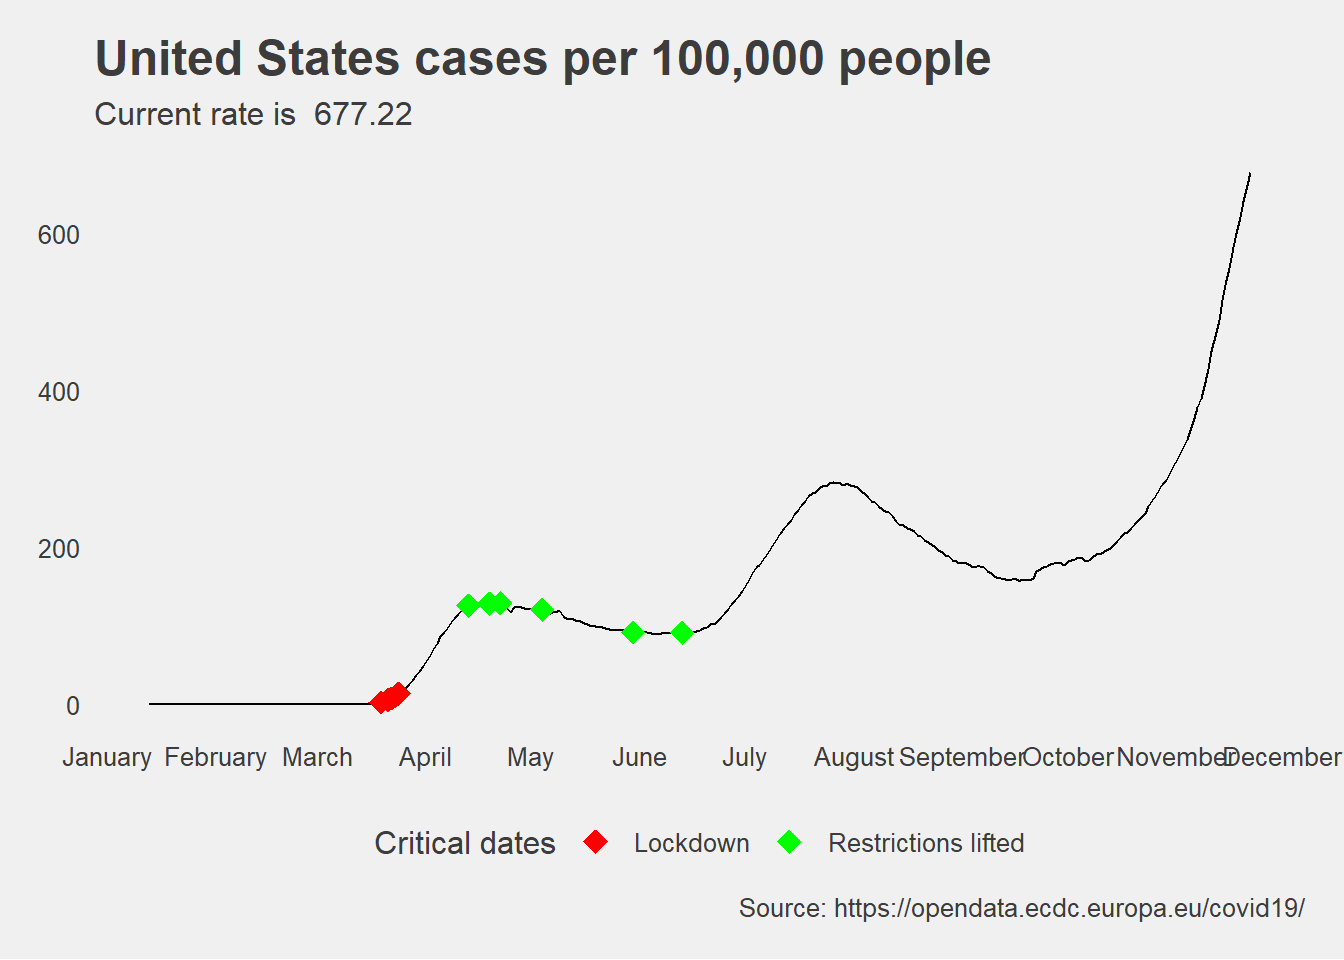 United States cases per 100,000 people
Current rate is  677.22
600
400
200
0
January February March April May June July August September October November December
Critical dates Lockdown Restrictions lifted
Source: https://opendata.ecdc.europa.eu/covid19/